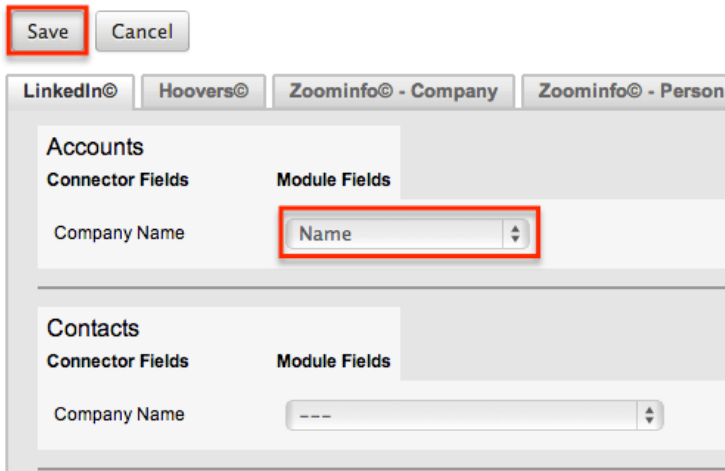 Save Cancel
LinkedIn© Hoovers© Zoominfo© - Company Zoominfo© - Person
Accounts
Connector Fields Module Fields
Company Name Name
Contacts
Connector Fields Module Fields
Company Name ---